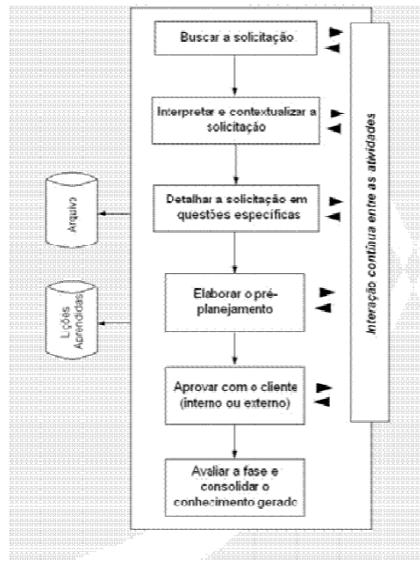 Buscar a solicitação
Interpretar e contextualizar a
solicitação
Detalhar a solicitação em
questões específicas
Elaborar o pré-
planejamento
Aprovar com o cliente
(interno ou externo)
Avaliar a fase e
consolidar o
conhecimento gerado
Arquivo
Lições
Aprendidas
Interação contínua entre as atividades